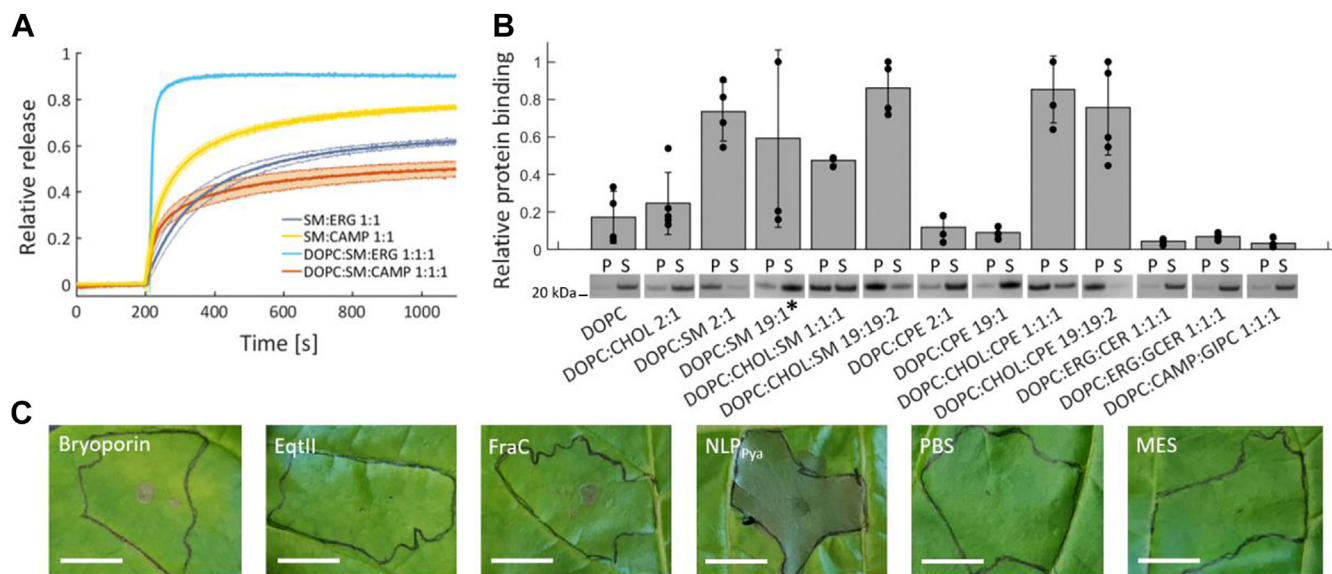 A
Relative release
1
0.8
0.6
0.4
0.2
0
0
200
400
600
800
1000
Time [s]
SM:ERG 1:1
SM:CAMP 1:1
DOPC:SM:ERG 1:1:1
DOPC:SM:CAMP 1:1:1
B
Relative protein binding
1
0.8
0.6
0.4
0.2
0
P S P S P S P S P S P S P S P S P S P S P S P S P S
20 kDa
DOPC
DOPC:CHOL 2:1
DOPC:SM 2:1
DOPC:SM 19:1*
DOPC:CHOL:SM 1:1:1
DOPC:CHOL:SM 19:19:2
DOPC:CPE 2:1
DOPC:CPE 19:1
DOPC:CHOL:CPE 1:1:1
DOPC:CHOL:CPE 19:19:2
DOPC:ERG:CER 1:1:1
DOPC:ERG:GCER 1:1:1
DOPC:CAMP:GIPC 1:1:1
C
Bryoporin
EqtII
FraC
NLPPya
PBS
MES